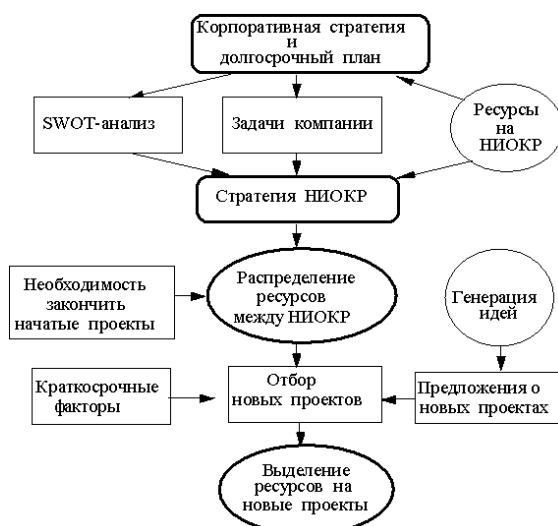 Корпоративная стратегия
и
долгосрочный план
SWOT-анализ
Задачи компании
Ресурсы
на
НИОКР
Стратегия НИОКР
Необходимость
закончить
начатые проекты
Распределение
ресурсов
между НИОКР
Генерация
идей
Краткосрочные
факторы
Отбор
новых проектов
Предложения о
новых проектах
Выделение
ресурсов на
новые проекты